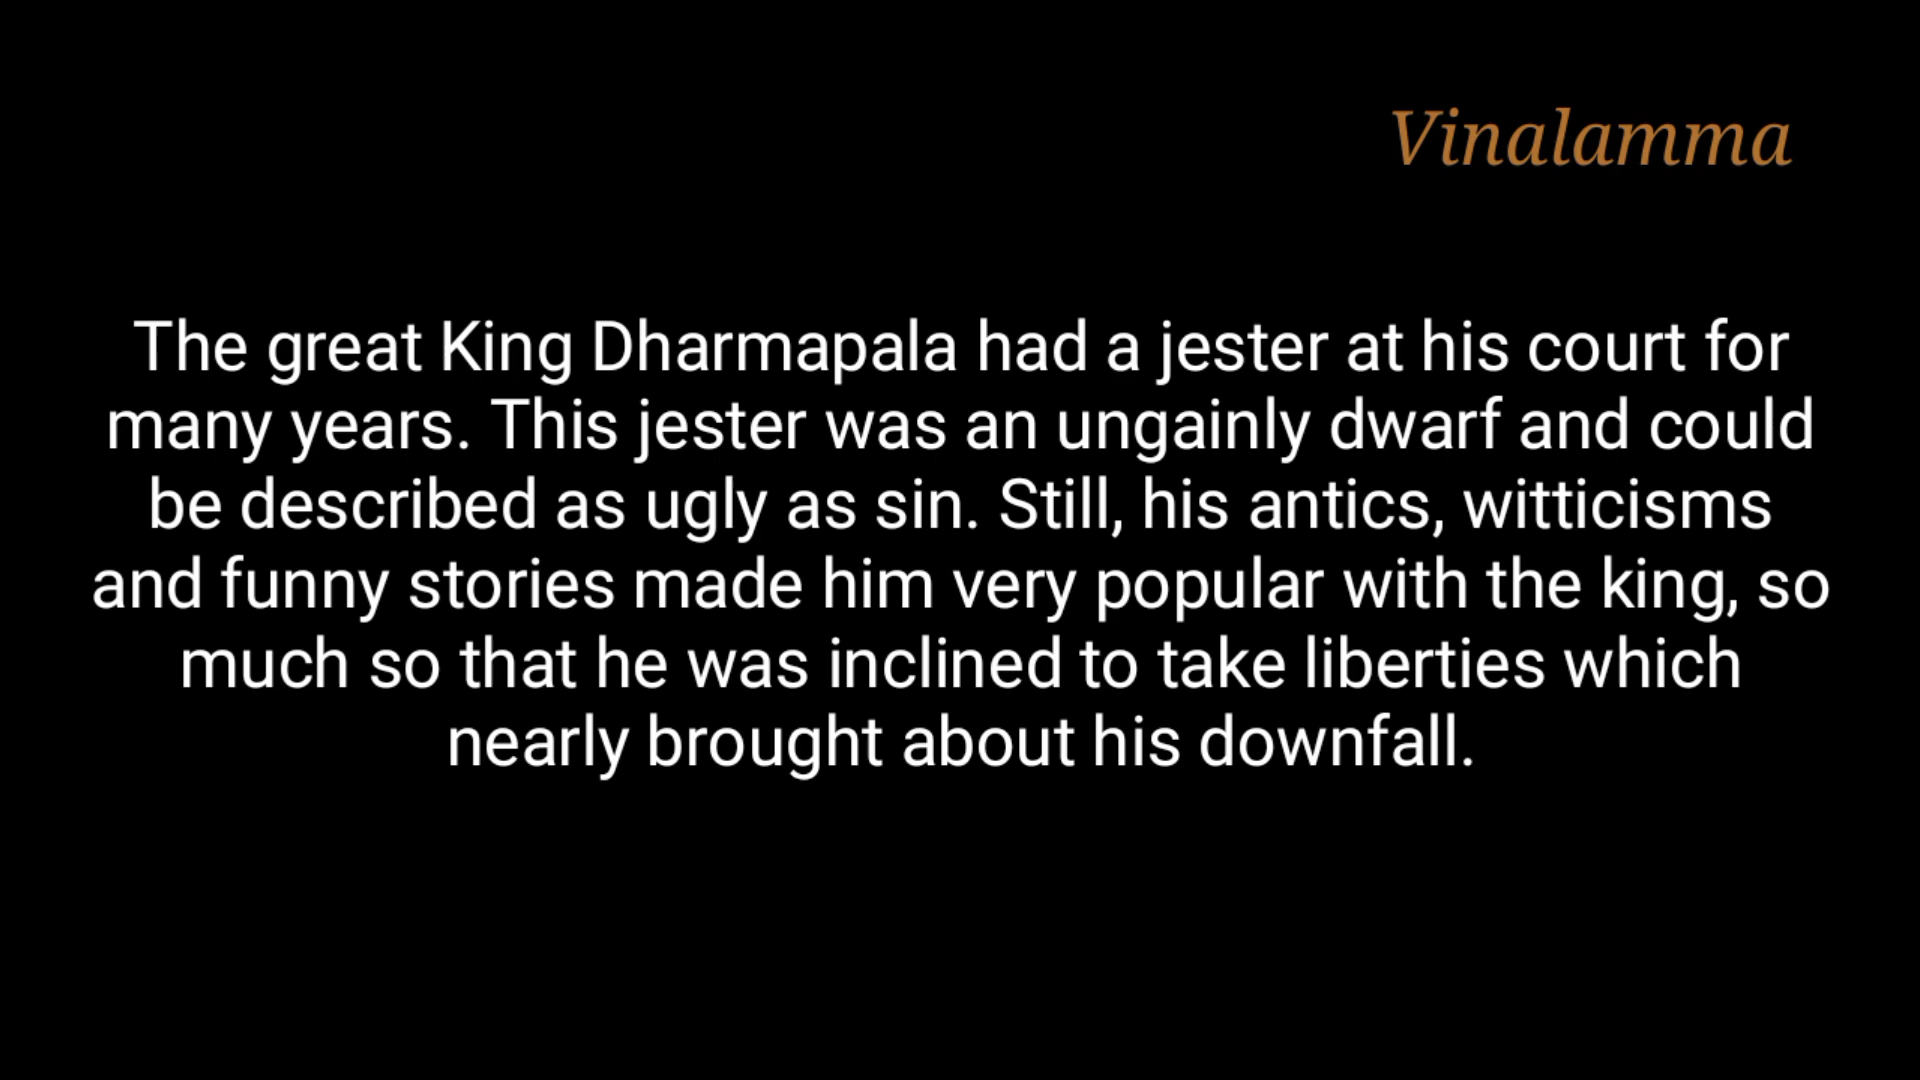 Vinalamma
The great King Dharmapala had a jester at his court for
many years. This jester was an ungainly dwarf and could
be described as ugly as sin. Still, his antics, witticisms
and funny stories made him very popular with the king, so
much so that he was inclined to take liberties which
nearly brought about his downfall.